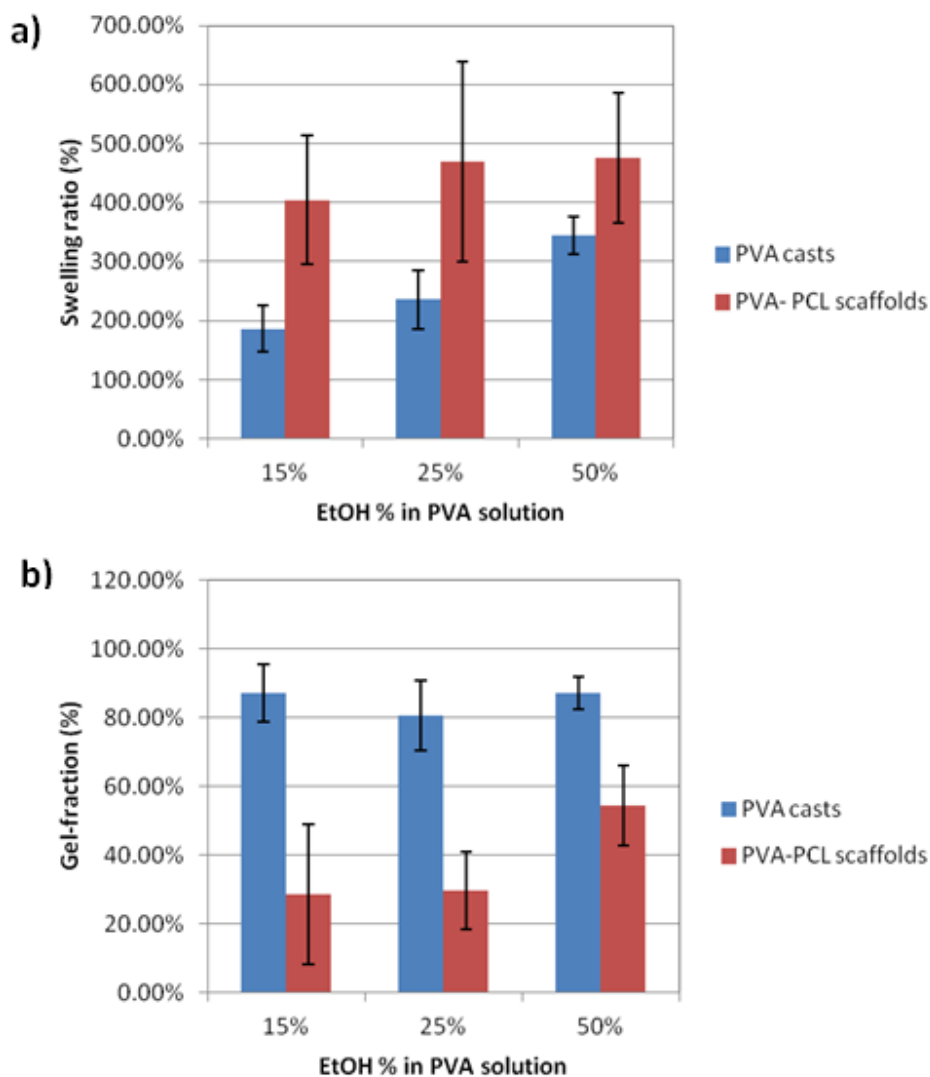 a)
700.00%
600.00%
500.00%
400.00%
300.00%
200.00%
100.00%
0.00%
Swelling ratio (%)
15% 25% 50%
EtOH % in PVA solution
PVA casts
PVA- PCL scaffolds
b)
120.00%
100.00%
80.00%
60.00%
40.00%
20.00%
0.00%
Gel-fraction (%)
15% 25% 50%
EtOH % in PVA solution
PVA casts
PVA-PCL scaffolds